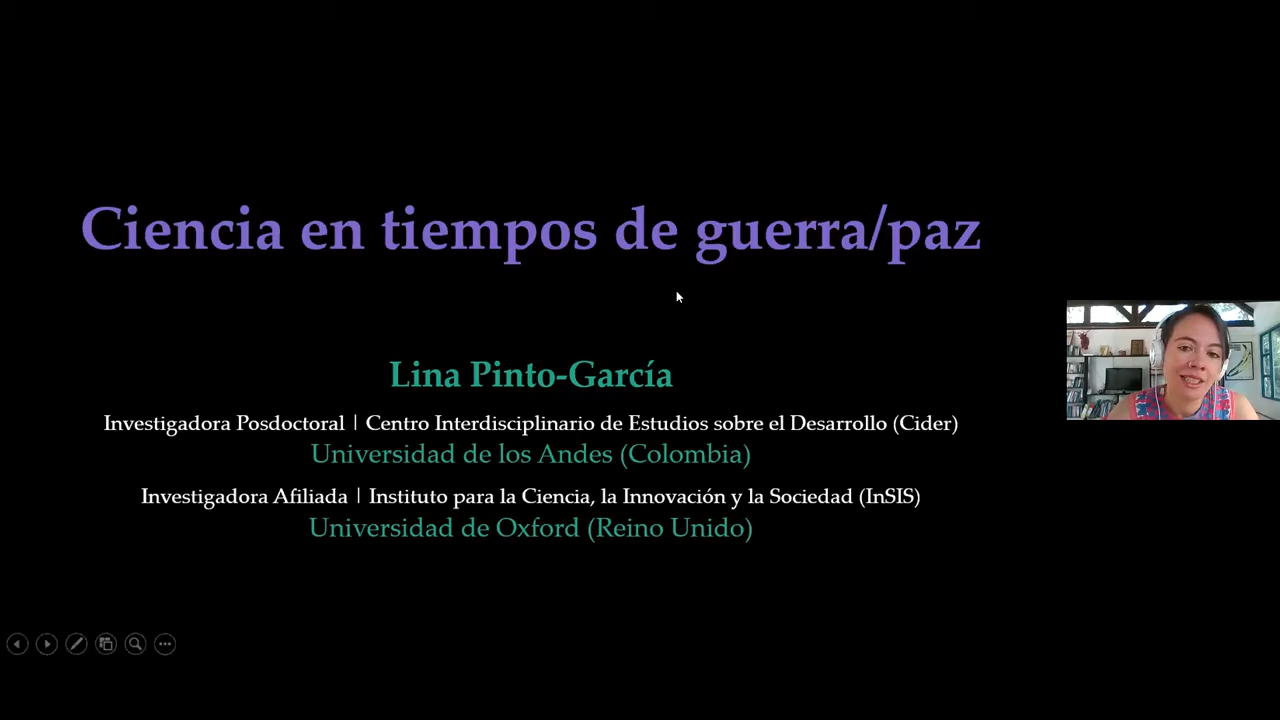 Ciencia en tiempos de guerra/paz
Lina Pinto-García
Investigadora Posdoctoral | Centro Interdisciplinario de Estudios sobre el Desarrollo (Cider)
Universidad de los Andes (Colombia)
Investigadora Afiliada | Instituto para la Ciencia, la Innovación y la Sociedad (InSIS)
Universidad de Oxford (Reino Unido)